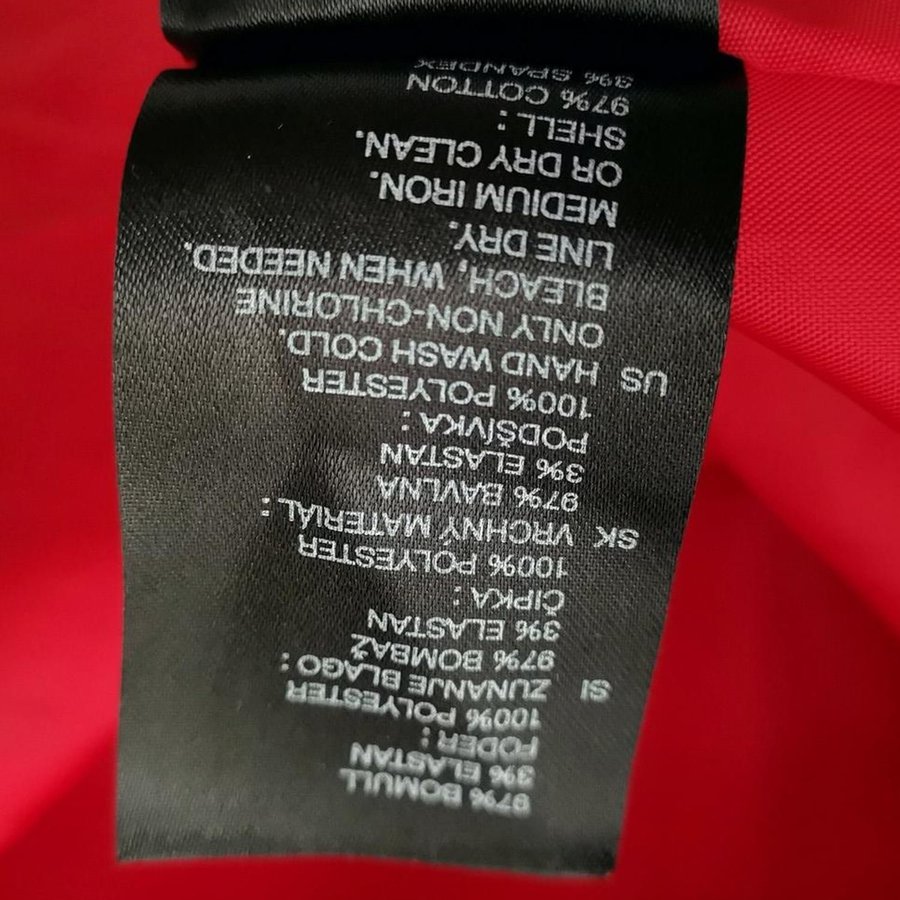 97% BOMULL
3% ELASTAN
FODER :
100% POLYESTER
SI ZUNANJE BLAGO :
97% BOMBAŽ
3% ELASTAN
ČIPKA :
100% POLYESTER
SK VRCHNÝ MATERIÁL :
97% BAVLNA
3% ELASTAN
PODŠÍVKA :
100% POLYESTER
US HAND WASH COLD.
ONLY NON-CHLORINE
BLEACH, WHEN NEEDED.
LINE DRY.
MEDIUM IRON.
OR DRY CLEAN.
SHELL :
97% COTTON
3% SPANDEX